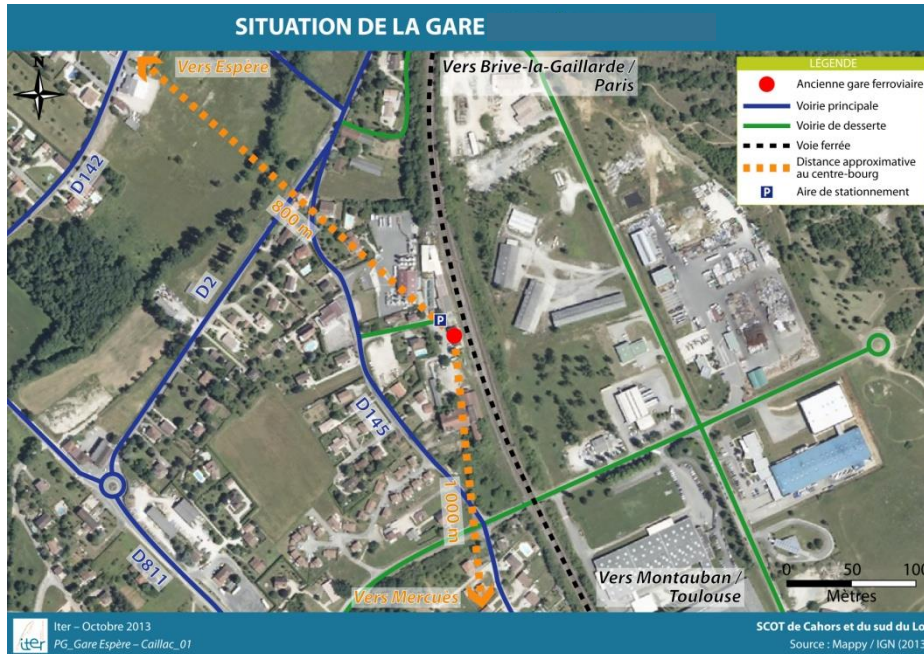 SITUATION DE LA GARE
N
Vers Espère
Vers Brive-la-Gaillarde /
Paris
LÉGENDE
Ancienne gare ferroviaire
Voirie principale
Voirie de desserte
Voie ferrée
Distance approximative
au centre-bourg
P Aire de stationnement
D142
800 m
D2
P
D145
1 000 m
D811
Vers Mercuès
Vers Montauban /
Toulouse
0 50 100
Mètres
iter
Iter – Octobre 2013
PG_Gare Espère – Caillac_01
SCOT de Cahors et du sud du Lo
Source : Mappy / IGN (2013